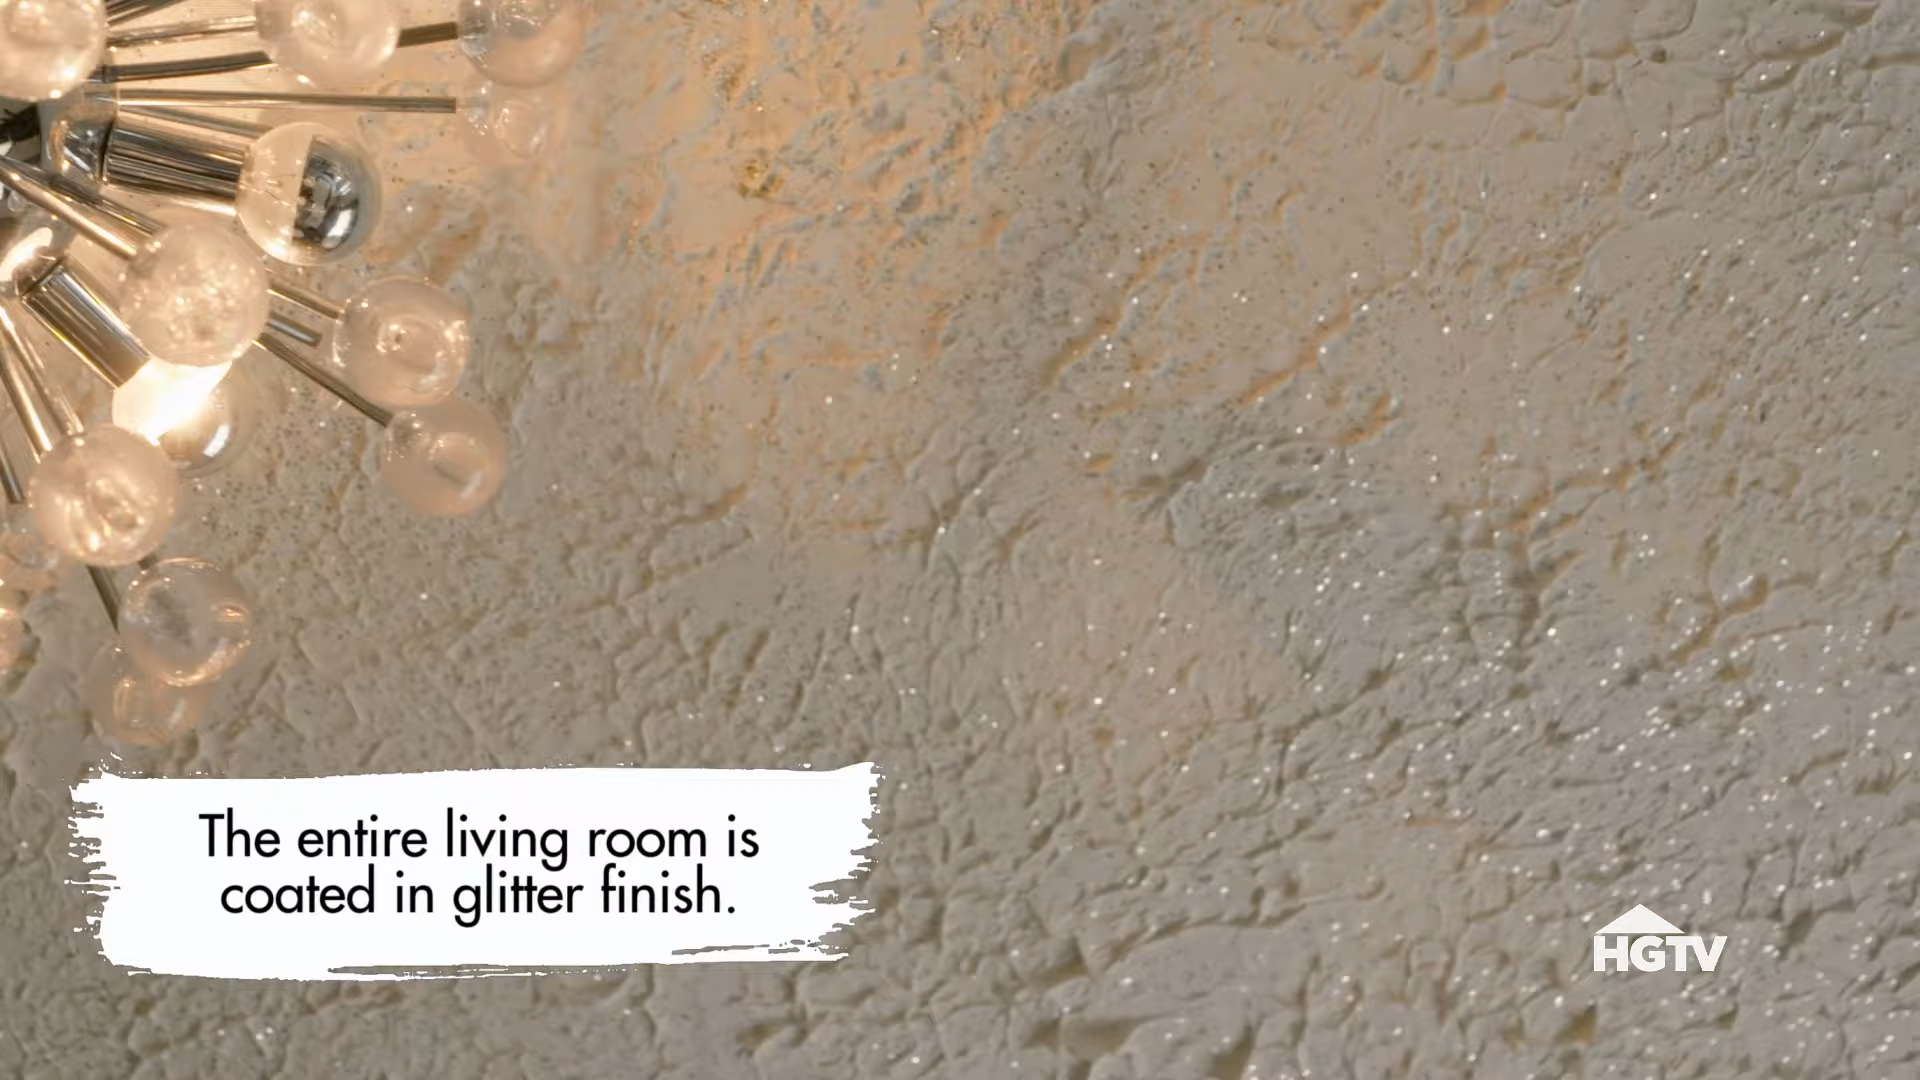 The entire living room is
coated in glitter finish.
HGTV